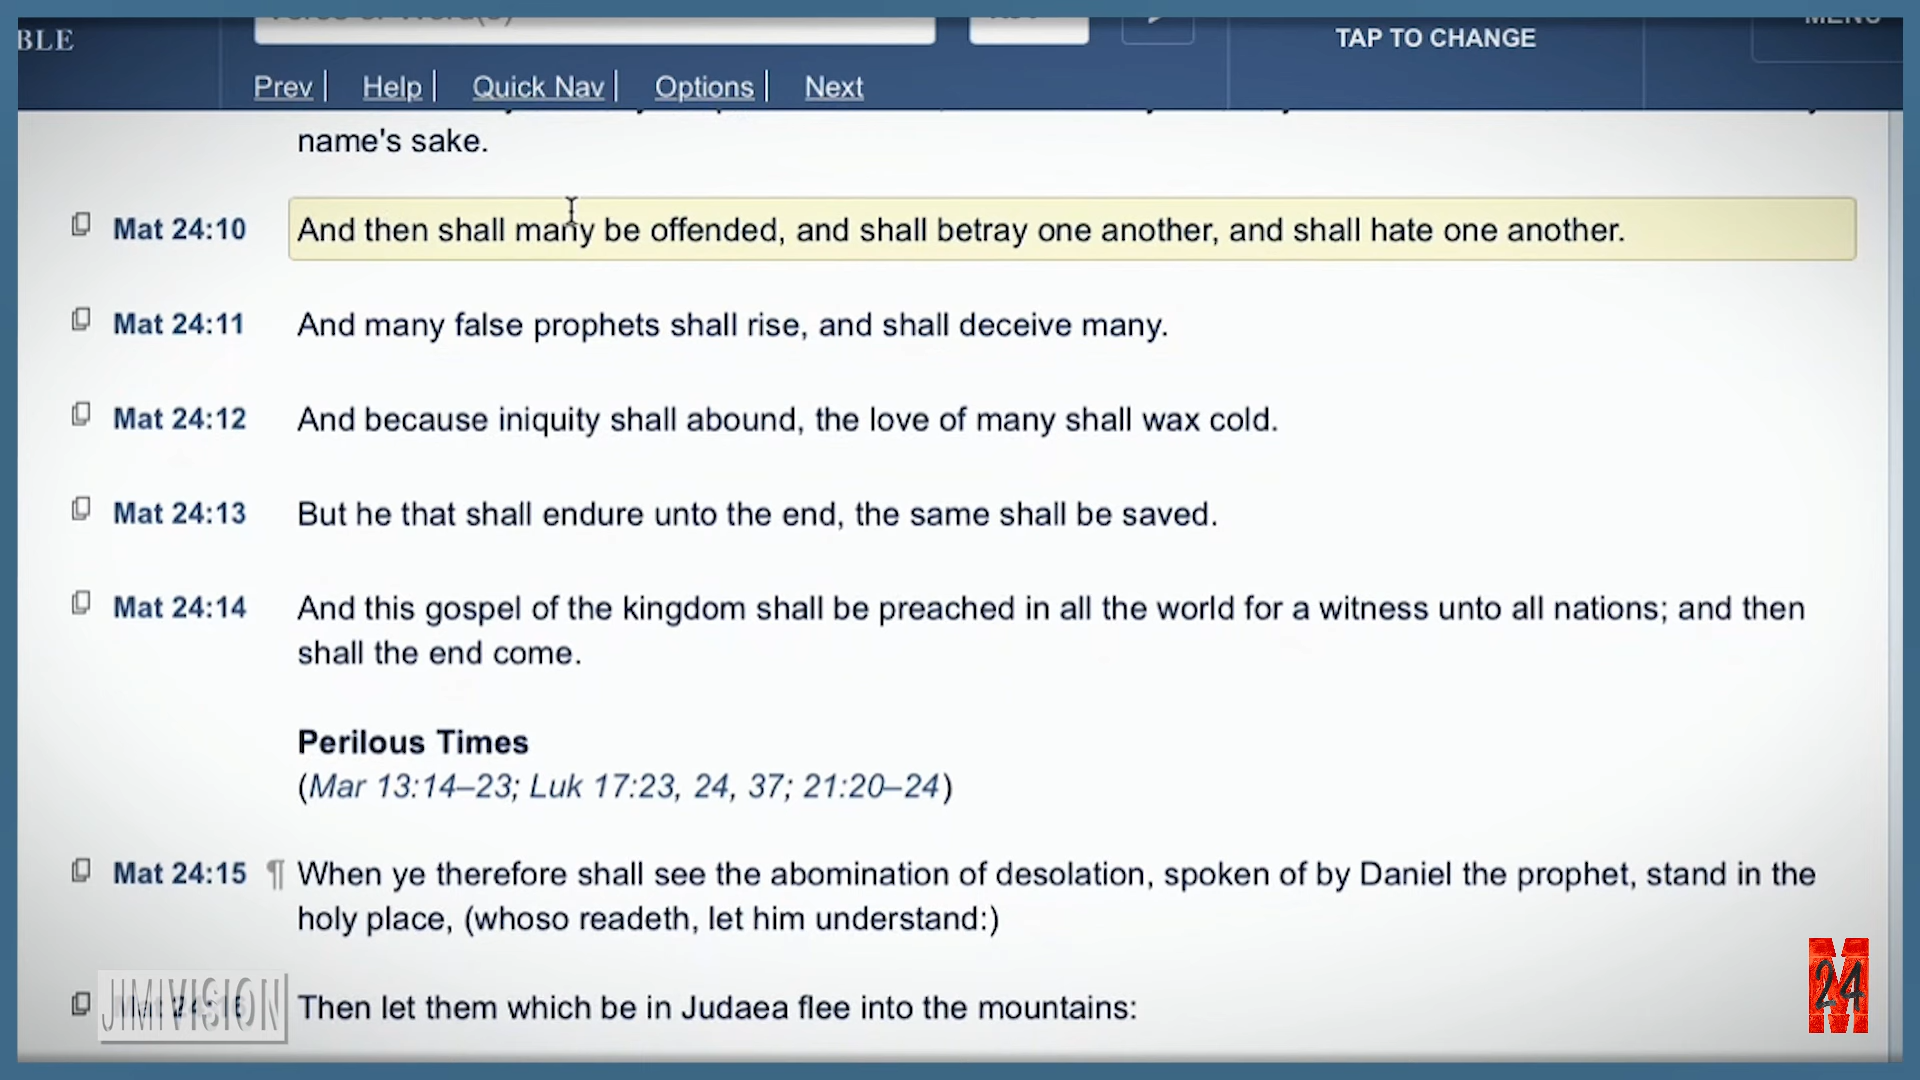 BLE
TAP TO CHANGE
MENU
Prev | Help | Quick Nav | Options | Next
name's sake.
Mat 24:10 And then shall many be offended, and shall betray one another, and shall hate one another.
Mat 24:11 And many false prophets shall rise, and shall deceive many.
Mat 24:12 And because iniquity shall abound, the love of many shall wax cold.
Mat 24:13 But he that shall endure unto the end, the same shall be saved.
Mat 24:14 And this gospel of the kingdom shall be preached in all the world for a witness unto all nations; and then
shall the end come.
Perilous Times
(Mar 13:14–23; Luk 17:23, 24, 37; 21:20–24)
Mat 24:15 ¶ When ye therefore shall see the abomination of desolation, spoken of by Daniel the prophet, stand in the
holy place, (whoso readeth, let him understand:)
Mat 24:16 Then let them which be in Judaea flee into the mountains:
JIMIVISION
M 24